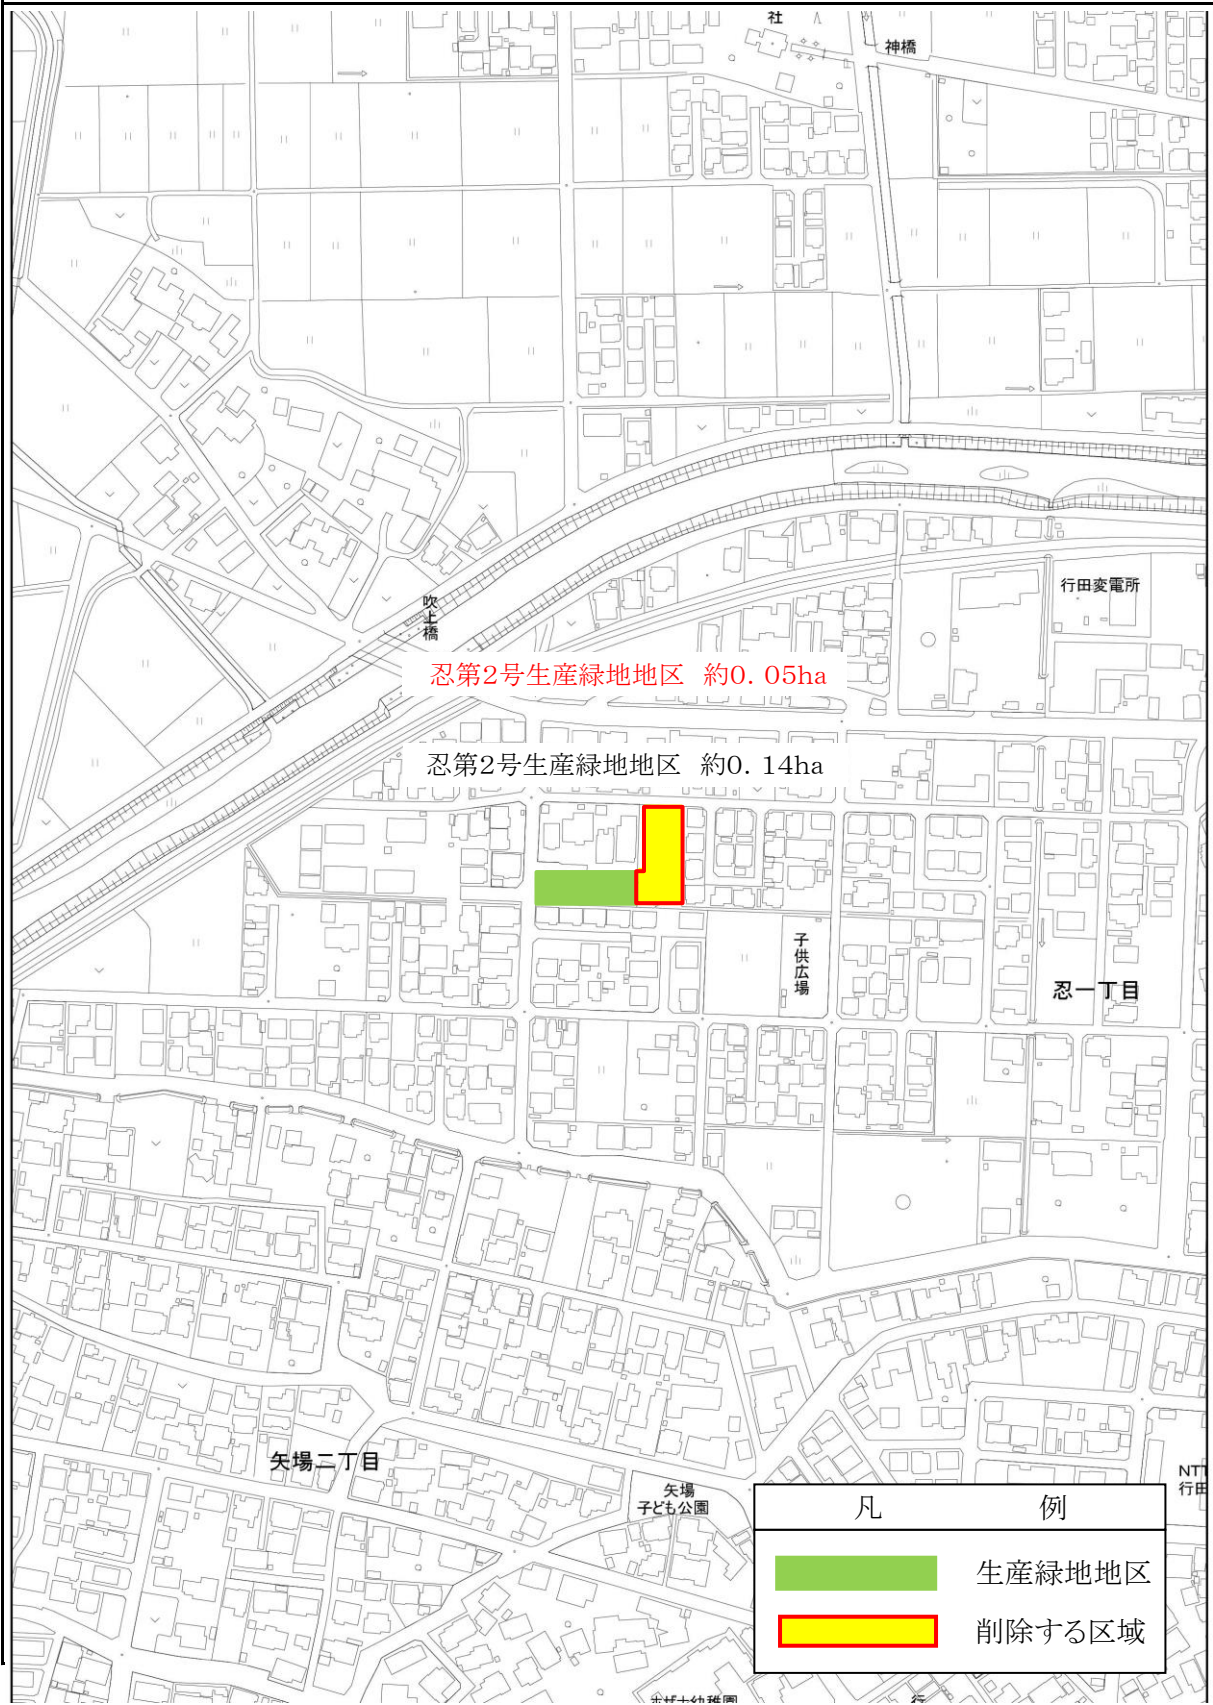 社
神橋
行田変電所
吹上橋
忍第2号生産緑地地区 約0.05ha
忍第2号生産緑地地区 約0.14ha
子供広場
忍一丁目
矢場二丁目
矢場
子ども公園
NTT
行田
凡 例
生産緑地地区
削除する区域
行